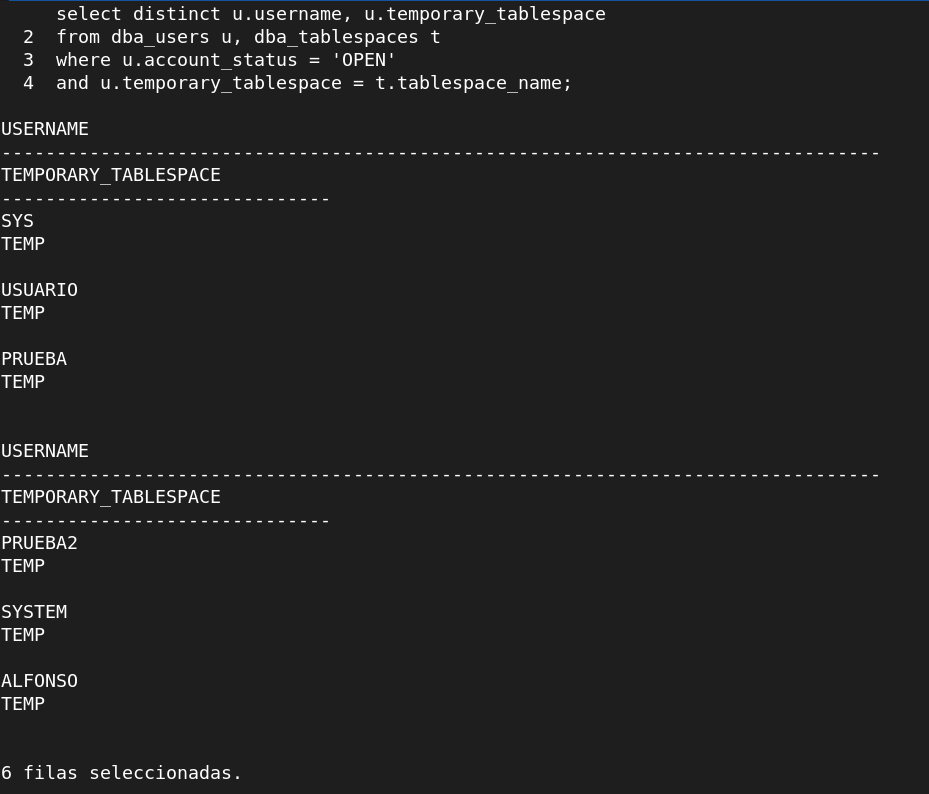 select distinct u.username, u.temporary_tablespace
2  from dba_users u, dba_tablespaces t
3  where u.account_status = 'OPEN'
4  and u.temporary_tablespace = t.tablespace_name;
USERNAME
--------------------------------------------------------------------------------
TEMPORARY_TABLESPACE
------------------------------
SYS
TEMP
USUARIO
TEMP
PRUEBA
TEMP
USERNAME
--------------------------------------------------------------------------------
TEMPORARY_TABLESPACE
------------------------------
PRUEBA2
TEMP
SYSTEM
TEMP
ALFONSO
TEMP
6 filas seleccionadas.